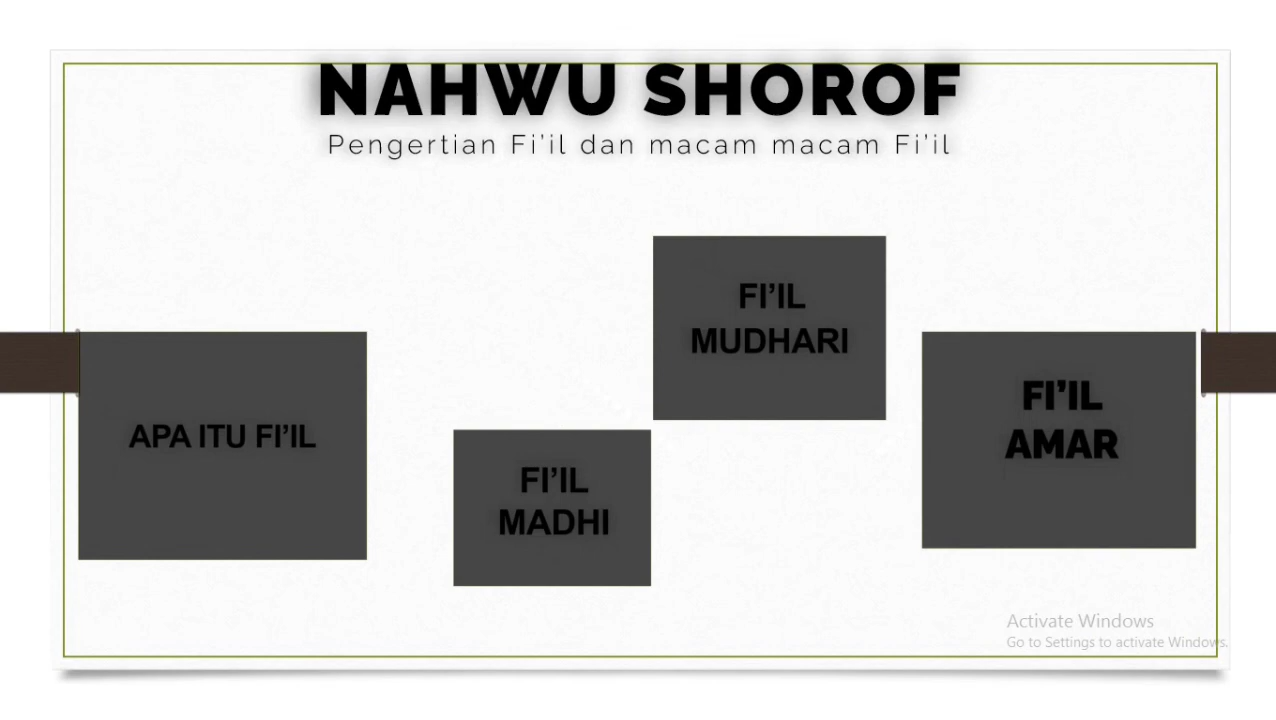 NAHWU SHOROF
Pengertian Fi'il dan macam macam Fi'il
APA ITU FI'IL
FI'IL
MADHI
FI'IL
MUDHARI
FI'IL
AMAR
Activate Windows
Go to Settings to activate Windows.